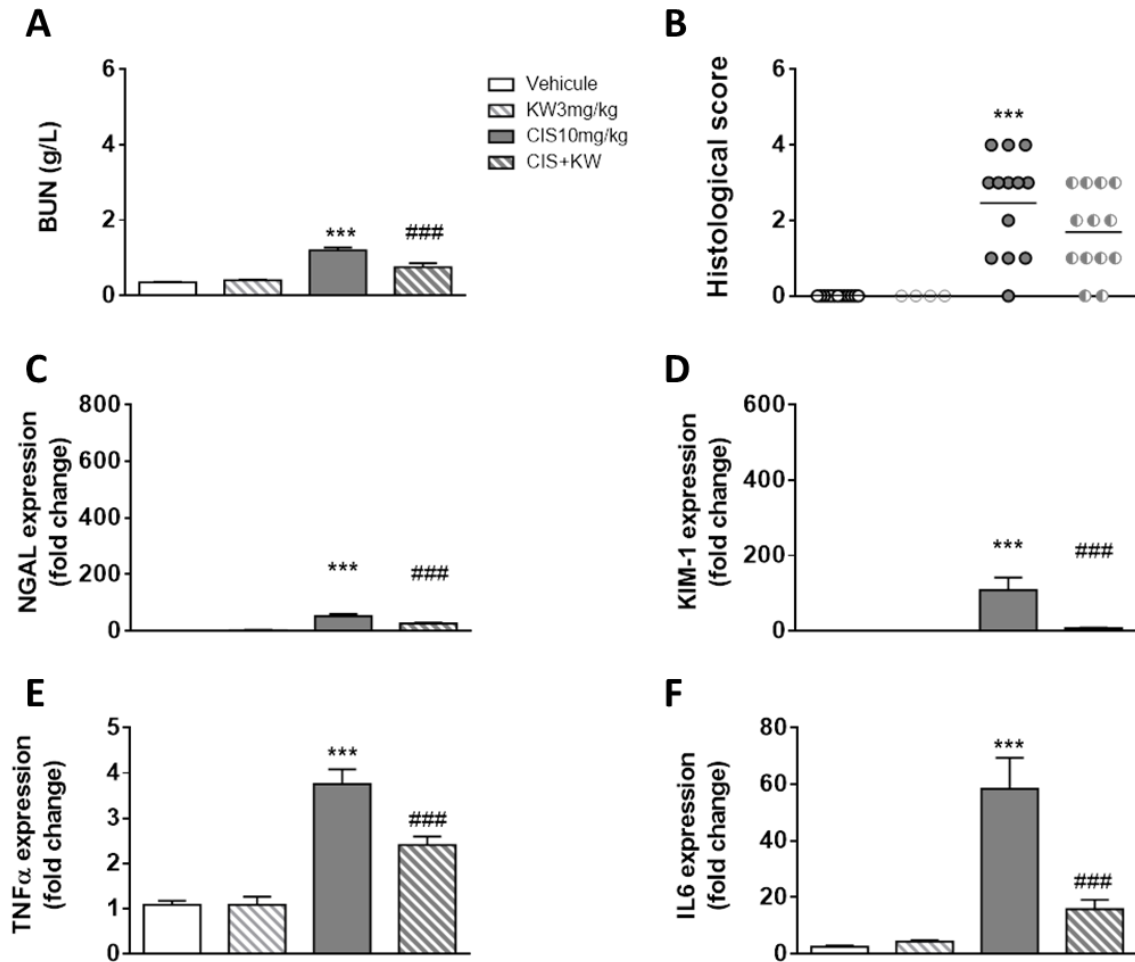 A
BUN (g/L)
6
4
2
0
Vehicule
KW3mg/kg
CIS10mg/kg
CIS+KW
***
###
B
Histological score
6
4
2
0
***
C
NGAL expression
(fold change)
800
600
400
200
0
***
###
D
KIM-1 expression
(fold change)
600
400
200
0
***
###
E
TNFα expression
(fold change)
5
4
3
2
1
0
***
###
F
IL6 expression
(fold change)
80
60
40
20
0
***
###